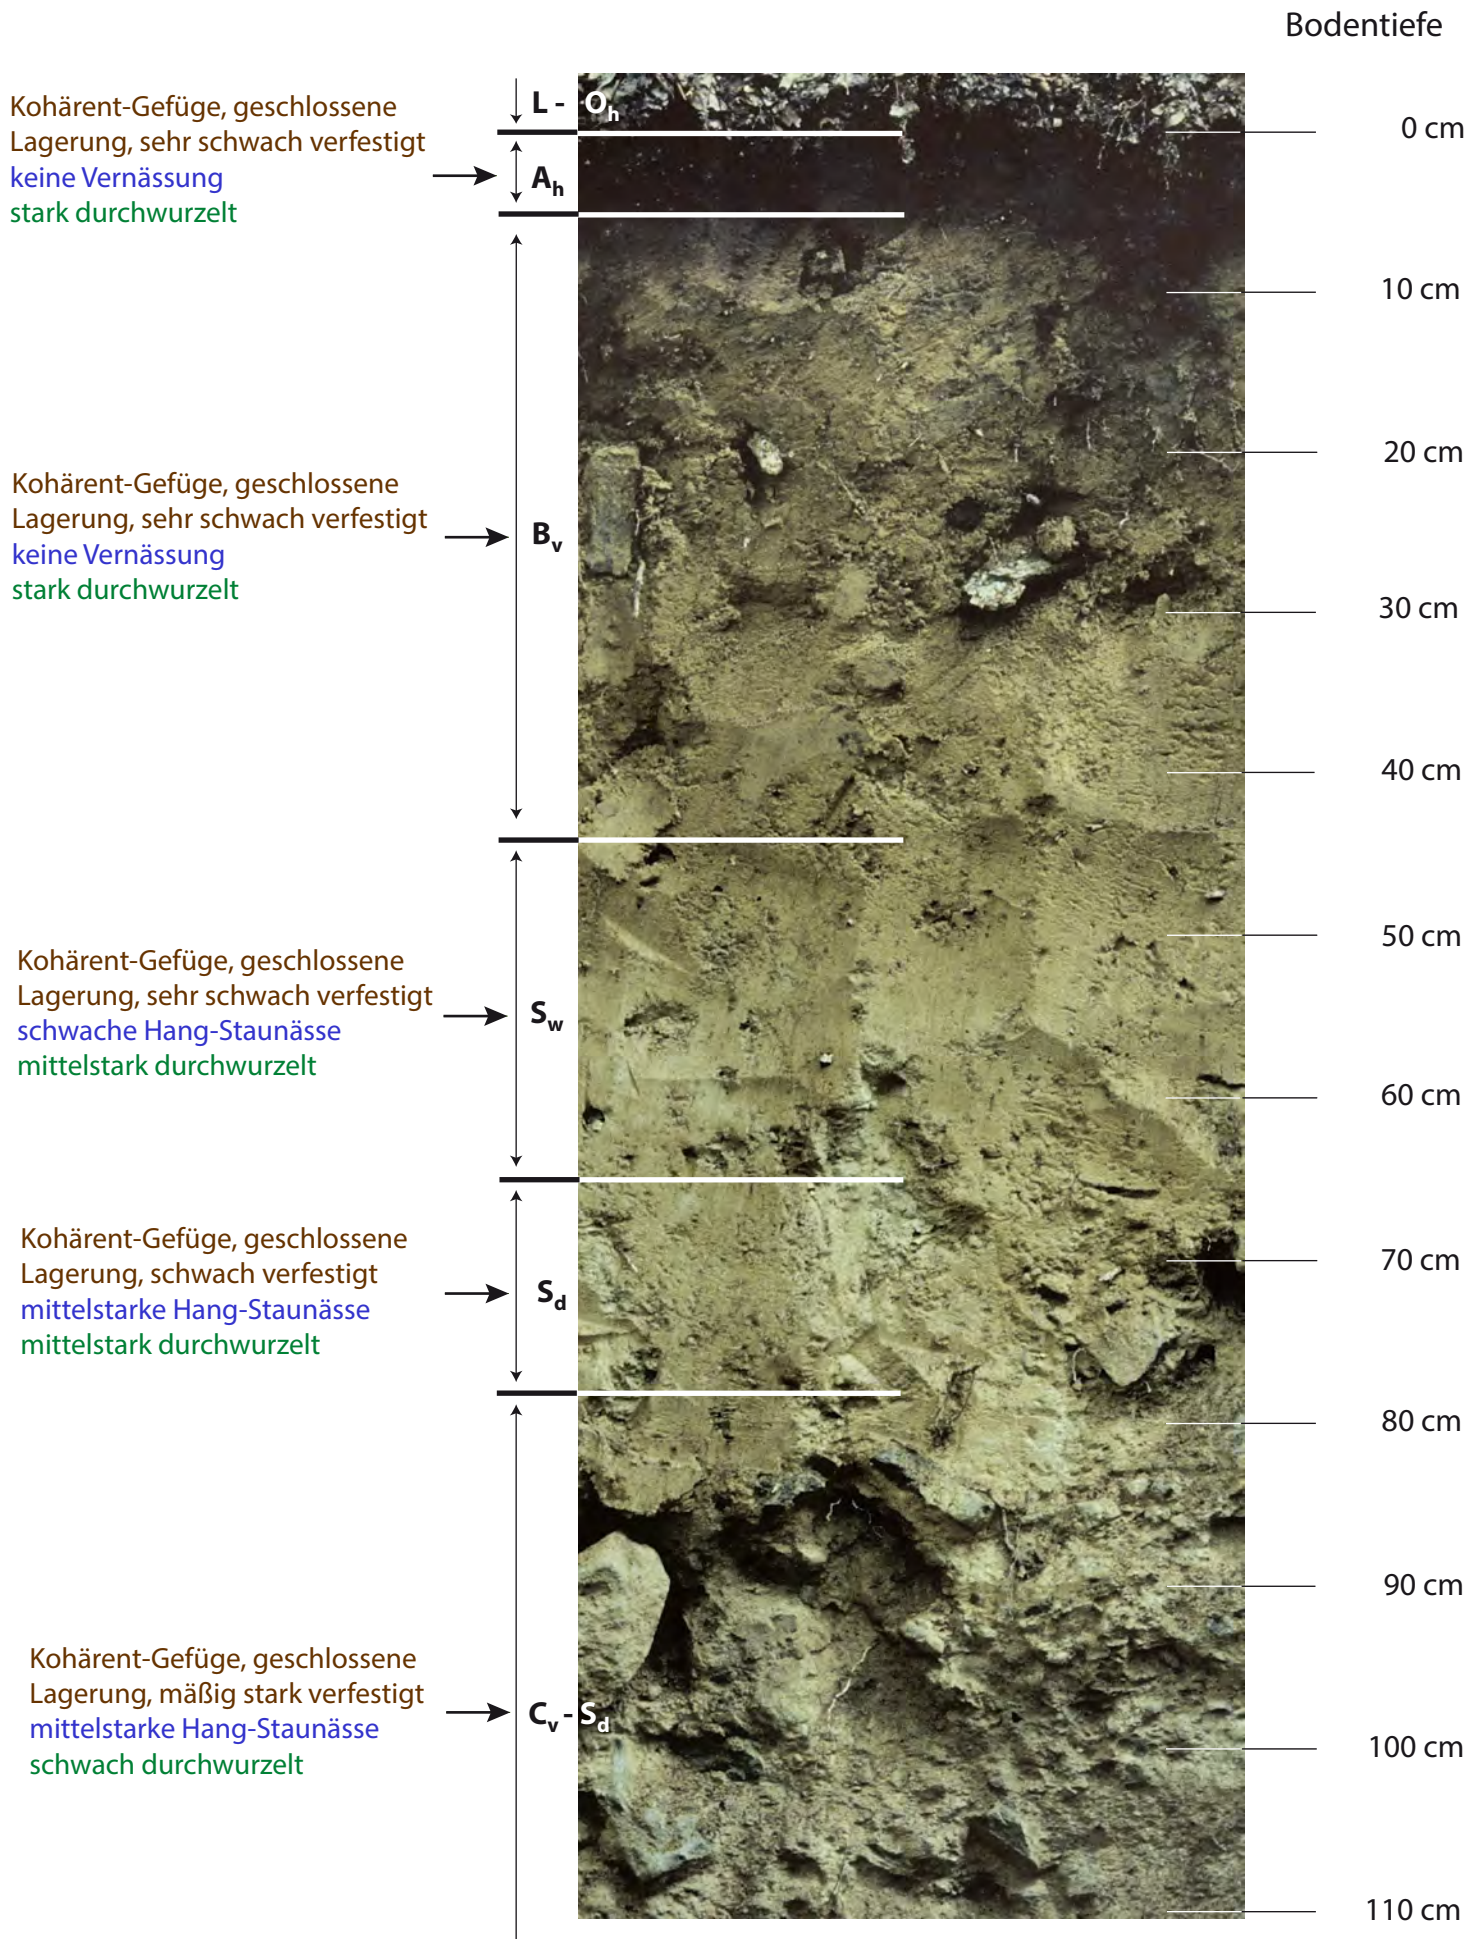 Bodentiefe
L - Oh
0 cm
Kohärent-Gefüge, geschlossene
Lagerung, sehr schwach verfestigt
keine Vernässung
stark durchwurzelt
Ah
10 cm
20 cm
Kohärent-Gefüge, geschlossene
Lagerung, sehr schwach verfestigt
keine Vernässung
stark durchwurzelt
Bv
30 cm
40 cm
50 cm
Kohärent-Gefüge, geschlossene
Lagerung, sehr schwach verfestigt
schwache Hang-Staunässe
mittelstark durchwurzelt
Sw
60 cm
70 cm
Kohärent-Gefüge, geschlossene
Lagerung, schwach verfestigt
mittelstarke Hang-Staunässe
mittelstark durchwurzelt
Sd
80 cm
90 cm
Kohärent-Gefüge, geschlossene
Lagerung, mäßig stark verfestigt
mittelstarke Hang-Staunässe
schwach durchwurzelt
Cv - Sd
100 cm
110 cm